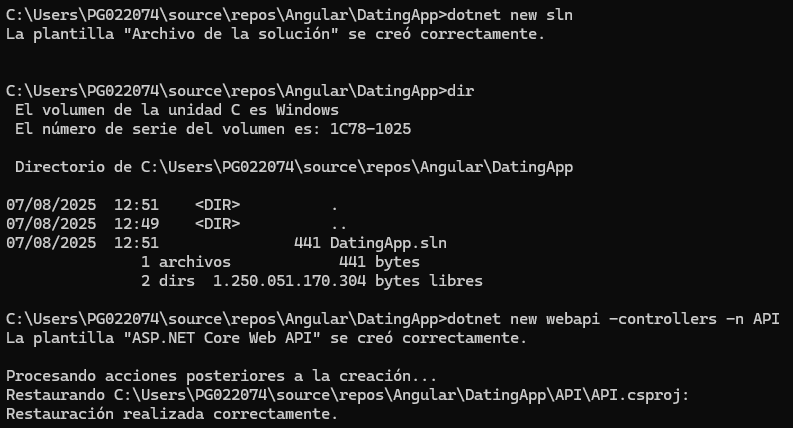 C:\Users\PG022074\source\repos\Angular\DatingApp>dotnet new sln
La plantilla "Archivo de la solución" se creó correctamente.
C:\Users\PG022074\source\repos\Angular\DatingApp>dir
El volumen de la unidad C es Windows
El número de serie del volumen es: 1C78-1025
Directorio de C:\Users\PG022074\source\repos\Angular\DatingApp
07/08/2025  12:51    <DIR>          .
07/08/2025  12:49    <DIR>          ..
07/08/2025  12:51               441 DatingApp.sln
1 archivos            441 bytes
2 dirs  1.250.051.170.304 bytes libres
C:\Users\PG022074\source\repos\Angular\DatingApp>dotnet new webapi -controllers -n API
La plantilla "ASP.NET Core Web API" se creó correctamente.
Procesando acciones posteriores a la creación...
Restaurando C:\Users\PG022074\source\repos\Angular\DatingApp\API\API.csproj:
Restauración realizada correctamente.